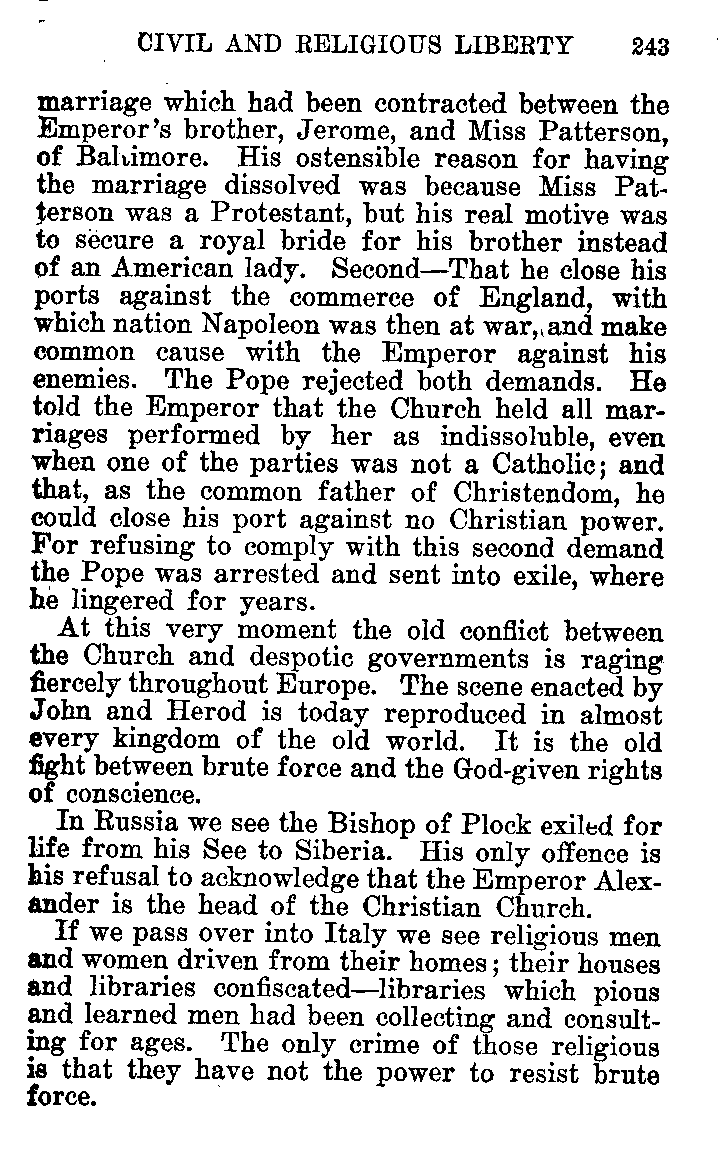 CIVIL AND RELIGIOUS LIBERTY 243
marriage which had been contracted between the
Emperor's brother, Jerome, and Miss Patterson,
of Baltimore. His ostensible reason for having
the marriage dissolved was because Miss Pat-
terson was a Protestant, but his real motive was
to secure a royal bride for his brother instead
of an American lady. Second—That he close his
ports against the commerce of England, with
which nation Napoleon was then at war, and make
common cause with the Emperor against his
enemies. The Pope rejected both demands. He
told the Emperor that the Church held all mar-
riages performed by her as indissoluble, even
when one of the parties was not a Catholic; and
that, as the common father of Christendom, he
could close his port against no Christian power.
For refusing to comply with this second demand
the Pope was arrested and sent into exile, where
he lingered for years.
At this very moment the old conflict between
the Church and despotic governments is raging
fiercely throughout Europe. The scene enacted by
John and Herod is today reproduced in almost
every kingdom of the old world. It is the old
fight between brute force and the God-given rights
of conscience.
In Russia we see the Bishop of Plock exiled for
life from his See to Siberia. His only offence is
his refusal to acknowledge that the Emperor Alex-
ander is the head of the Christian Church.
If we pass over into Italy we see religious men
and women driven from their homes; their houses
and libraries confiscated—libraries which pious
and learned men had been collecting and consult-
ing for ages. The only crime of those religious
is that they have not the power to resist brute
force.